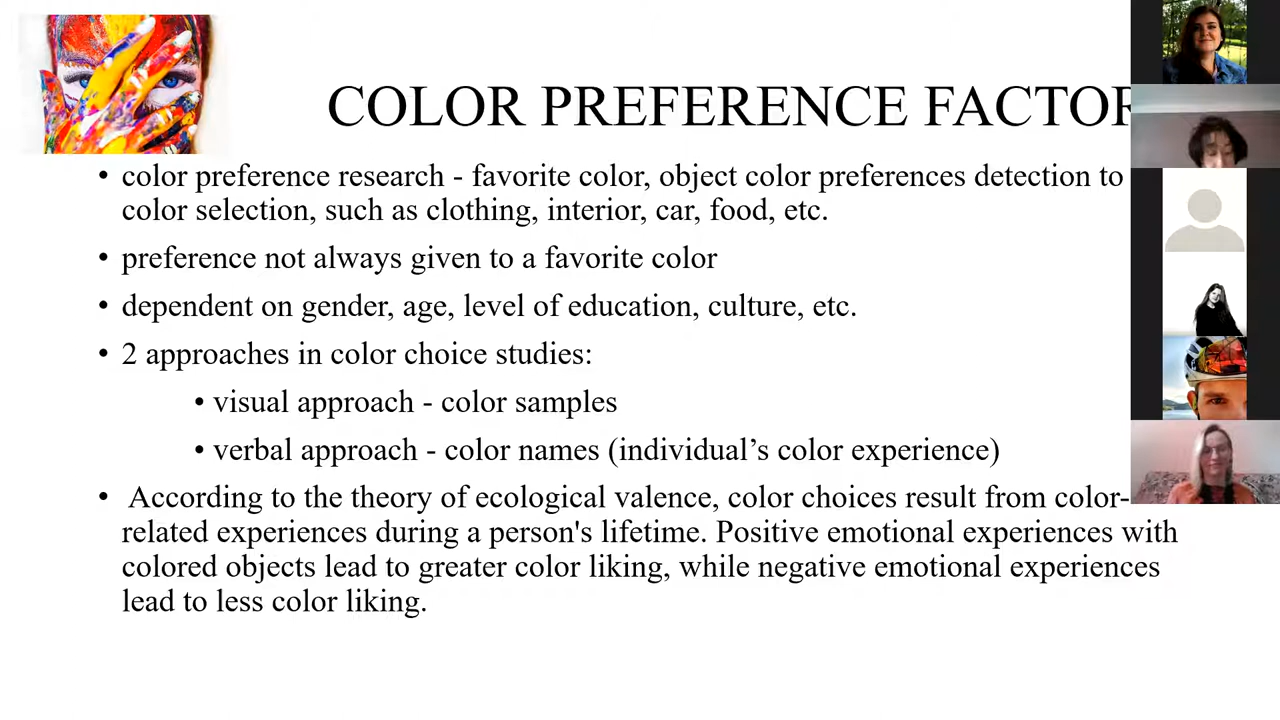 COLOR PREFERENCE FACTOR
• color preference research - favorite color, object color preferences detection to
color selection, such as clothing, interior, car, food, etc.
• preference not always given to a favorite color
• dependent on gender, age, level of education, culture, etc.
• 2 approaches in color choice studies:
• visual approach - color samples
• verbal approach - color names (individual’s color experience)
• According to the theory of ecological valence, color choices result from color-
related experiences during a person's lifetime. Positive emotional experiences with
colored objects lead to greater color liking, while negative emotional experiences
lead to less color liking.